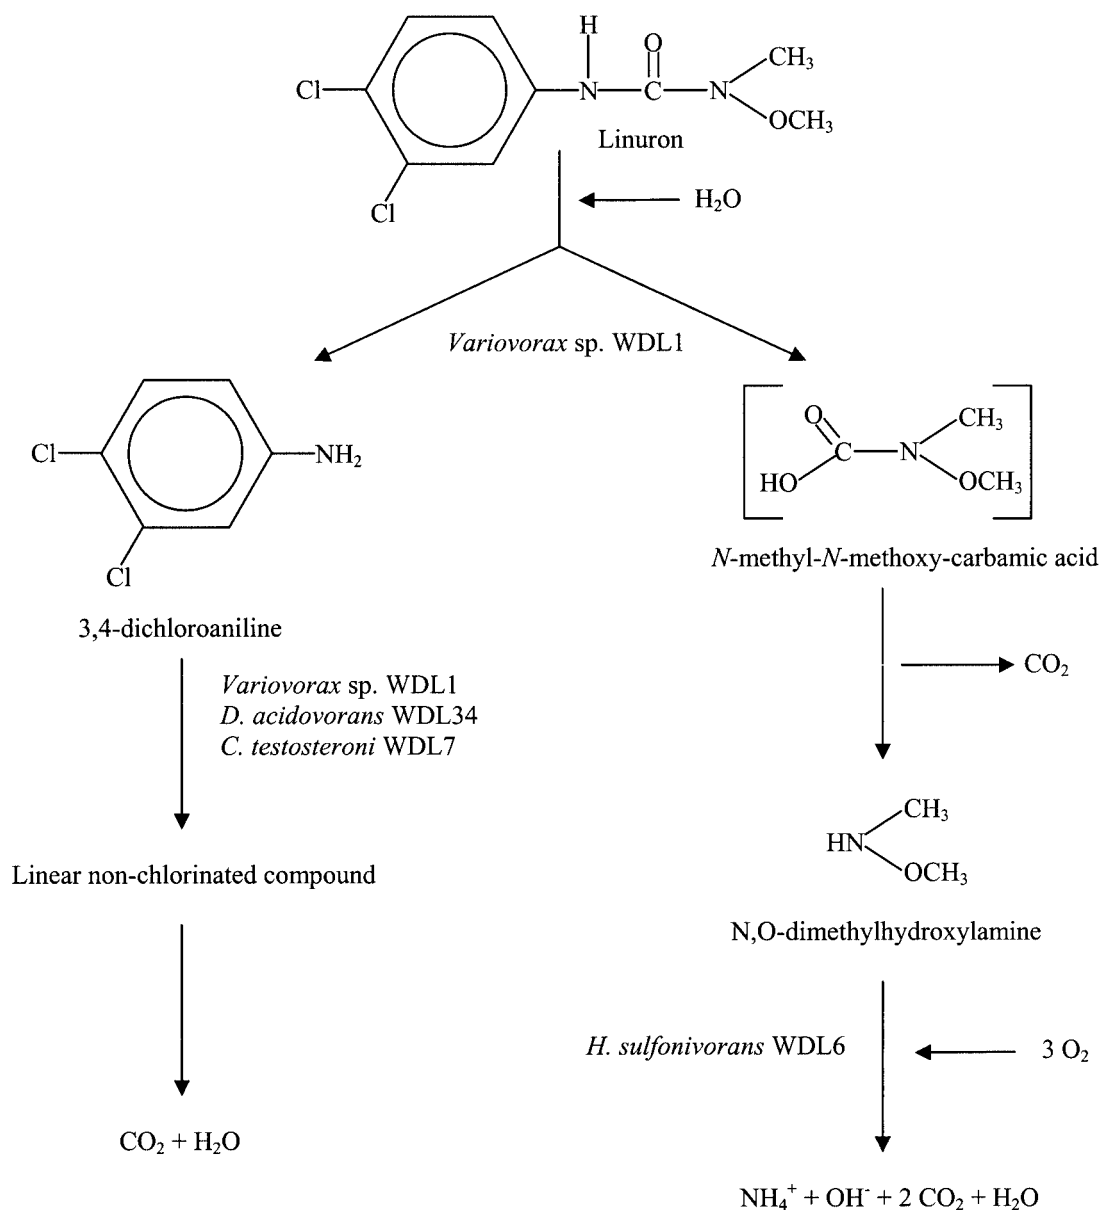 H
O
CH₃
Cl
N
C
N
OCH₃
Linuron
Cl
H₂O
Variovorax sp. WDL1
Cl
NH₂
Cl
3,4-dichloroaniline
O
CH₃
C
N
HO
OCH₃
N-methyl-N-methoxy-carbamic acid
CO₂
Variovorax sp. WDL1
D. acidovorans WDL34
C. testosteroni WDL7
CH₃
HN
OCH₃
Linear non-chlorinated compound
N,O-dimethylhydroxylamine
H. sulfonivorans WDL6
3 O₂
CO₂ + H₂O
NH₄⁺ + OH⁻ + 2 CO₂ + H₂O